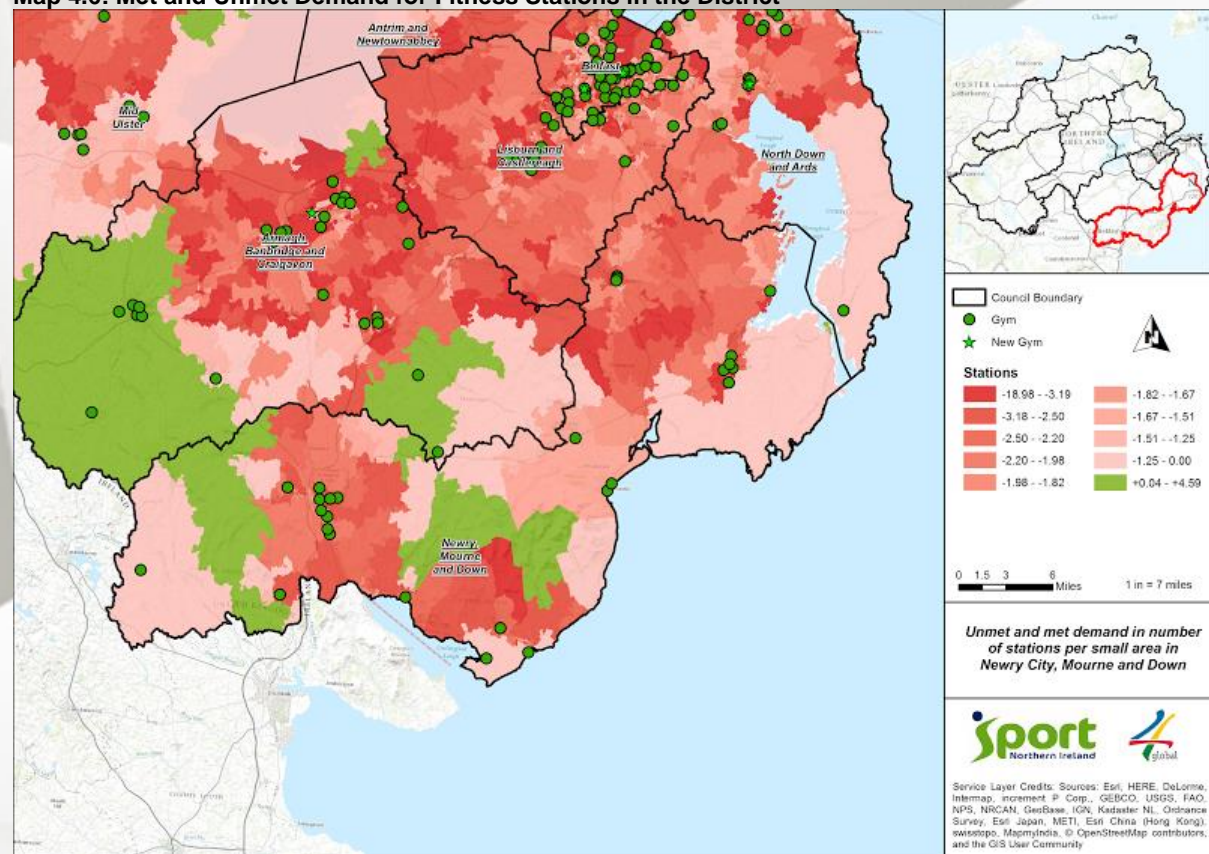 Map 4.6: Met and Unmet Demand for Fitness Stations in the District
Antrim and
Newtownabbey
Belfast
Mid
Ulster
Lisburn and
Castlereagh
North Down
and Ards
Armagh,
Banbridge and
Craigavon
Newry,
Mourne
and Down
IRELAND
IRELAND
ULSTER
NORTHERN
IRELAND
Council Boundary
Gym
New Gym
Stations
-18.98 - -3.19
-3.18 - -2.50
-2.50 - -2.20
-2.20 - -1.98
-1.98 - -1.82
-1.82 - -1.67
-1.67 - -1.51
-1.51 - -1.25
-1.25 - 0.00
+0.04 - +4.59
0 1.5 3 6
Miles
1 in = 7 miles
Unmet and met demand in number
of stations per small area in
Newry City, Mourne and Down
Sport
Northern Ireland
4 global
Service Layer Credits: Sources: Esri, HERE, DeLorme,
Intermap, increment P Corp., GEBCO, USGS, FAO,
NPS, NRCAN, GeoBase, IGN, Kadaster NL, Ordnance
Survey, Esri Japan, METI, Esri China (Hong Kong),
swisstopo, MapmyIndia, © OpenStreetMap contributors,
and the GIS User Community